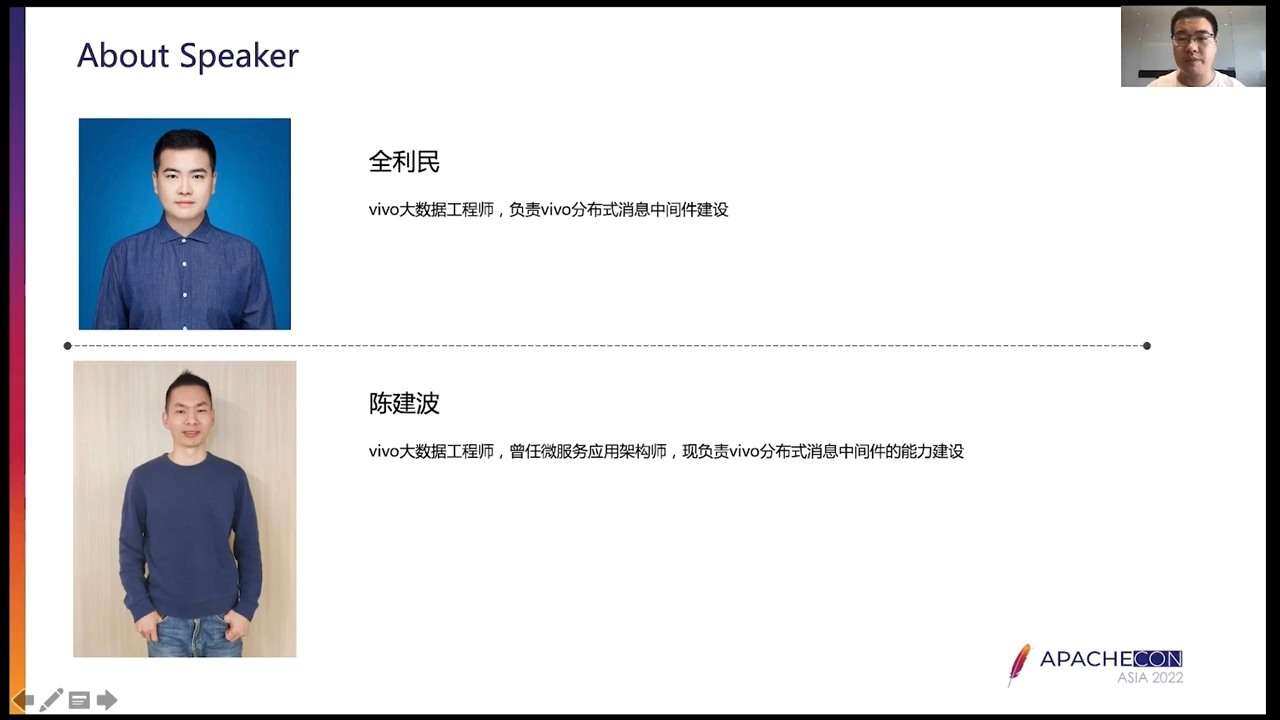 About Speaker
全利民
vivo大数据工程师，负责vivo分布式消息中间件建设
陈建波
vivo大数据工程师，曾任微服务应用架构师，现负责vivo分布式消息中间件的能力建设
APACHECON
ASIA 2022